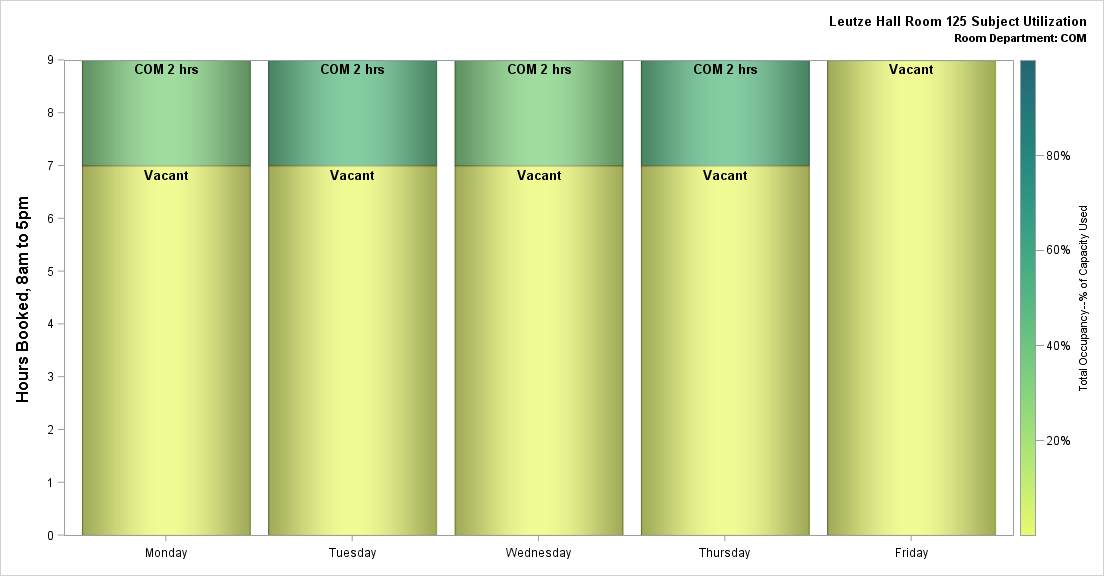 Leutze Hall Room 125 Subject Utilization
Room Department: COM
Hours Booked, 8am to 5pm
9
8
7
6
5
4
3
2
1
0
COM 2 hrs
COM 2 hrs
COM 2 hrs
COM 2 hrs
Vacant
Vacant
Vacant
Vacant
Vacant
Monday
Tuesday
Wednesday
Thursday
Friday
80%
60%
40%
20%
Total Occupancy--% of Capacity Used